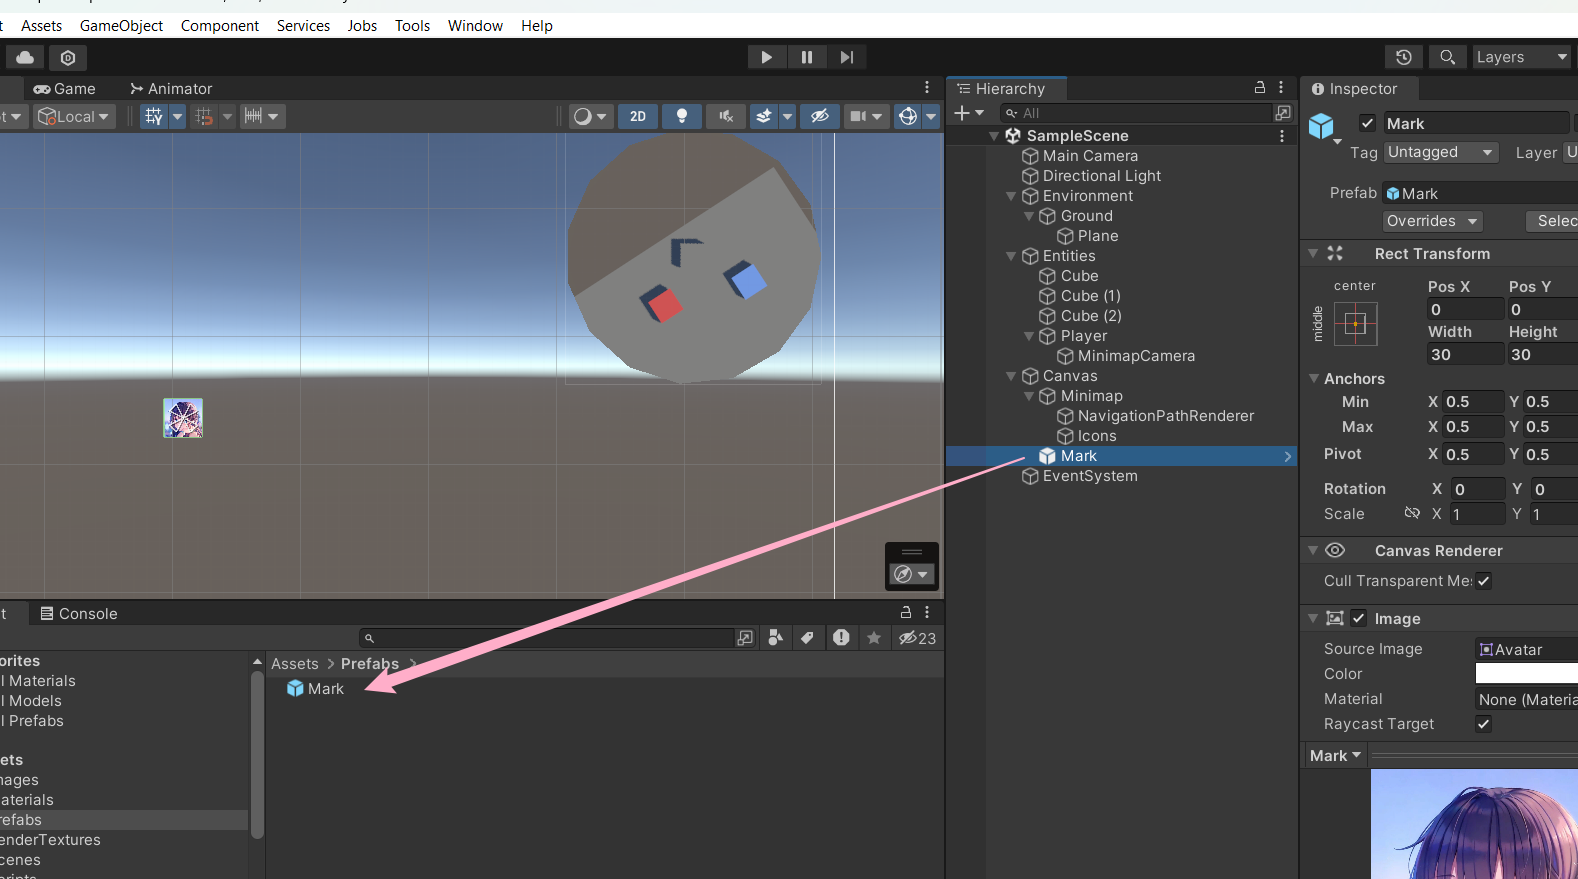 Assets GameObject Component Services Jobs Tools Window Help
Layers
Game Animator
Local
2D
Hierarchy
All
SampleScene
Main Camera
Directional Light
Environment
Ground
Plane
Entities
Cube
Cube (1)
Cube (2)
Player
MinimapCamera
Canvas
Minimap
NavigationPathRenderer
Icons
Mark
EventSystem
Inspector
Mark
Tag Untagged Layer U
Prefab Mark
Overrides Selec
Rect Transform
center
middle
Pos X Pos Y
0 0
Width Height
30 30
Anchors
Min X 0.5 Y 0.5
Max X 0.5 Y 0.5
Pivot X 0.5 Y 0.5
Rotation X 0 Y 0
Scale X 1 Y 1
Canvas Renderer
Cull Transparent Me
Image
Source Image Avatar
Color
Material None (Materia
Raycast Target
Mark
t Console
23
orites
l Materials
l Models
l Prefabs
ets
nages
aterials
refabs
enderTextures
cenes
Assets > Prefabs >
Mark